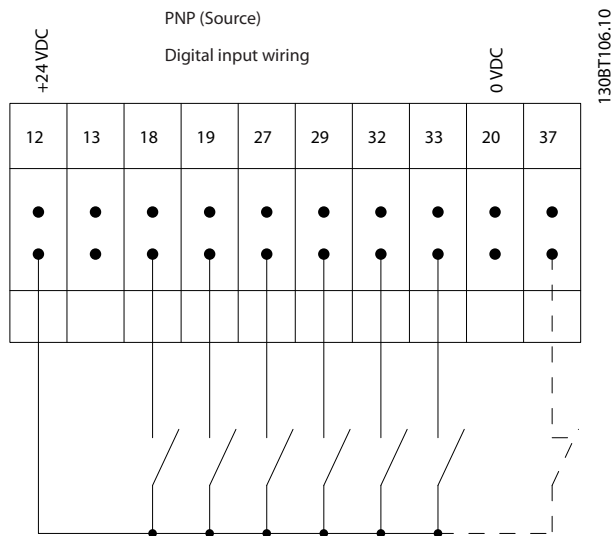 PNP (Source)
Digital input wiring
+24 VDC
0 VDC
130BT106.10
12 13 18 19 27 29 32 33 20 37